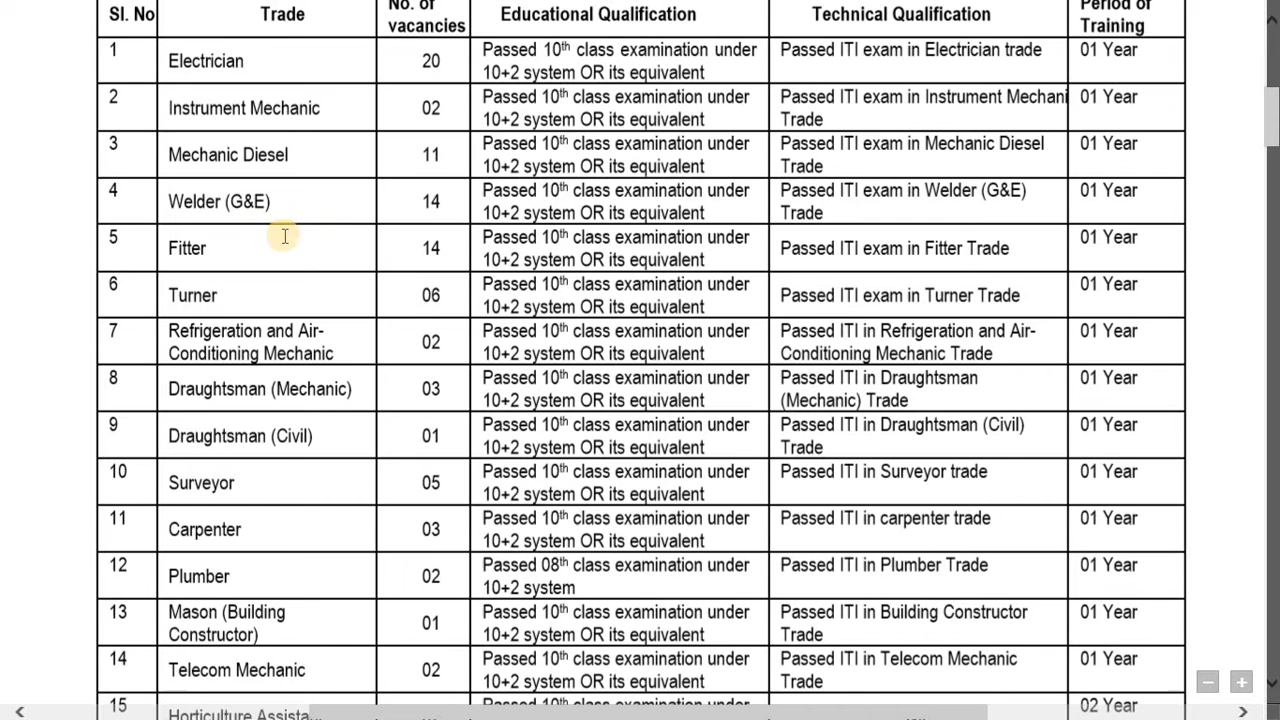 Sl. No Trade No. of vacancies Educational Qualification Technical Qualification Period of Training
1 Electrician 20 Passed 10th class examination under Passed ITI exam in Electrician trade 01 Year
10+2 system OR its equivalent
2 Instrument Mechanic 02 Passed 10th class examination under Passed ITI exam in Instrument Mechani 01 Year
10+2 system OR its equivalent Trade
3 Mechanic Diesel 11 Passed 10th class examination under Passed ITI exam in Mechanic Diesel 01 Year
10+2 system OR its equivalent Trade
4 Welder (G&E) 14 Passed 10th class examination under Passed ITI exam in Welder (G&E) 01 Year
10+2 system OR its equivalent Trade
5 Fitter 14 Passed 10th class examination under Passed ITI exam in Fitter Trade 01 Year
10+2 system OR its equivalent
6 Turner 06 Passed 10th class examination under Passed ITI exam in Turner Trade 01 Year
10+2 system OR its equivalent
7 Refrigeration and Air- 02 Passed 10th class examination under Passed ITI in Refrigeration and Air- 01 Year
Conditioning Mechanic 10+2 system OR its equivalent Conditioning Mechanic Trade
8 Draughtsman (Mechanic) 03 Passed 10th class examination under Passed ITI in Draughtsman 01 Year
10+2 system OR its equivalent (Mechanic) Trade
9 Draughtsman (Civil) 01 Passed 10th class examination under Passed ITI in Draughtsman (Civil) 01 Year
10+2 system OR its equivalent Trade
10 Surveyor 05 Passed 10th class examination under Passed ITI in Surveyor trade 01 Year
10+2 system OR its equivalent
11 Carpenter 03 Passed 10th class examination under Passed ITI in carpenter trade 01 Year
10+2 system OR its equivalent
12 Plumber 02 Passed 08th class examination under Passed ITI in Plumber Trade 01 Year
10+2 system
13 Mason (Building 01 Passed 10th class examination under Passed ITI in Building Constructor 01 Year
Constructor) 10+2 system OR its equivalent Trade
14 Telecom Mechanic 02 Passed 10th class examination under Passed ITI in Telecom Mechanic 01 Year
10+2 system OR its equivalent Trade
15 Horticulture Assista Passed 10th class examination under 02 Year